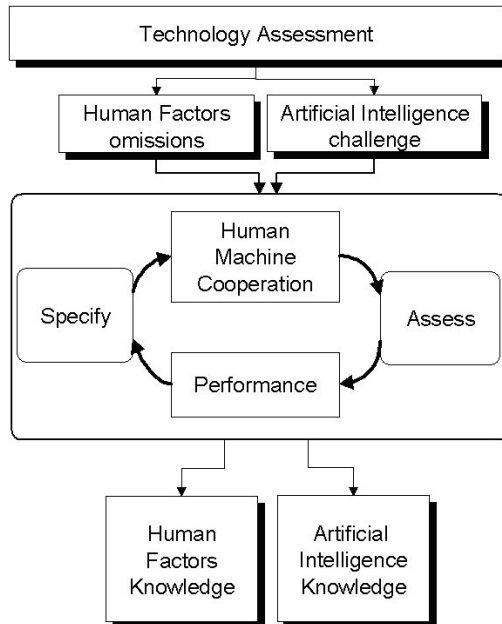 Technology Assessment
Human Factors
omissions
Artificial Intelligence
challenge
Human
Machine
Cooperation
Specify
Assess
Performance
Human
Factors
Knowledge
Artificial
Intelligence
Knowledge